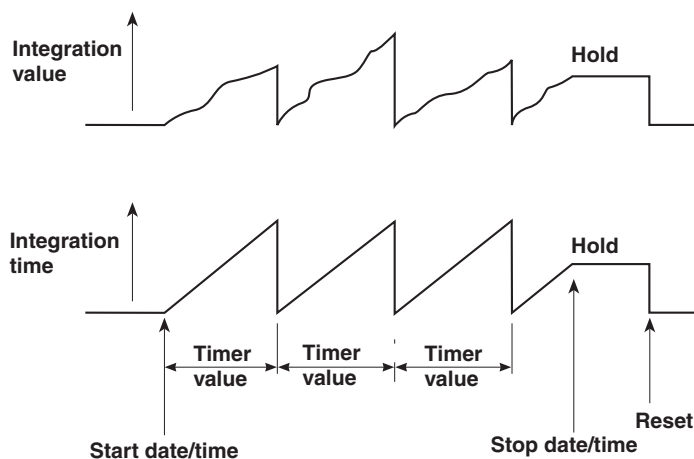 Integration
value
Hold
Integration
time
Hold
Timer
value
Timer
value
Timer
value
Start date/time
Stop date/time
Reset